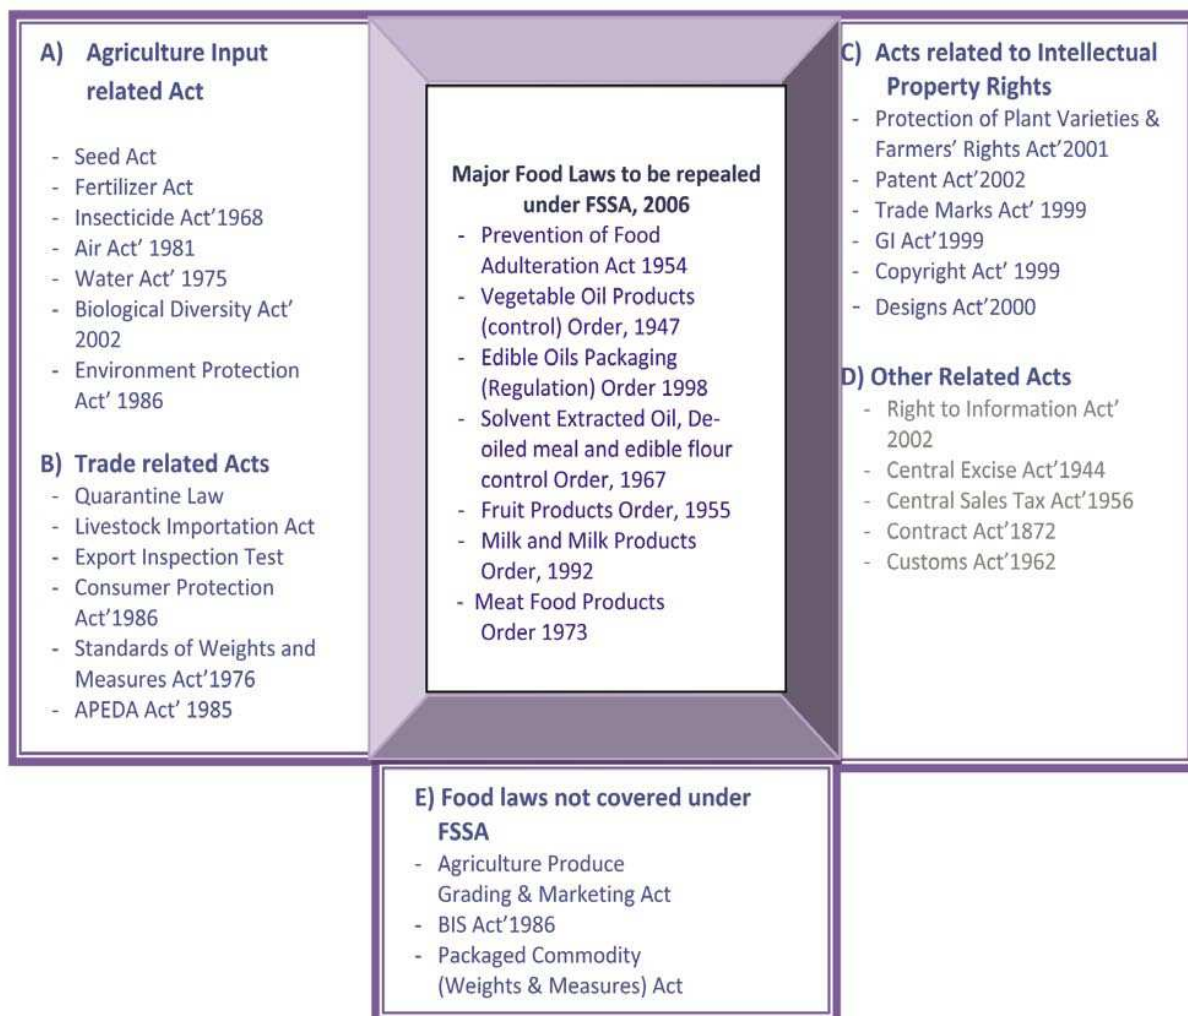 A) Agriculture Input
related Act
- Seed Act
- Fertilizer Act
- Insecticide Act’1968
- Air Act’ 1981
- Water Act’ 1975
- Biological Diversity Act’
2002
- Environment Protection
Act’ 1986
B) Trade related Acts
- Quarantine Law
- Livestock Importation Act
- Export Inspection Test
- Consumer Protection
Act’1986
- Standards of Weights and
Measures Act’1976
- APEDA Act’ 1985
Major Food Laws to be repealed
under FSSA, 2006
- Prevention of Food
Adulteration Act 1954
- Vegetable Oil Products
(control) Order, 1947
- Edible Oils Packaging
(Regulation) Order 1998
- Solvent Extracted Oil, De-
oiled meal and edible flour
control Order, 1967
- Fruit Products Order, 1955
- Milk and Milk Products
Order, 1992
- Meat Food Products
Order 1973
C) Acts related to Intellectual
Property Rights
- Protection of Plant Varieties &
Farmers’ Rights Act’2001
- Patent Act’2002
- Trade Marks Act’ 1999
- GI Act’1999
- Copyright Act’ 1999
- Designs Act’2000
D) Other Related Acts
- Right to Information Act’
2002
- Central Excise Act’1944
- Central Sales Tax Act’1956
- Contract Act’1872
- Customs Act’1962
E) Food laws not covered under
FSSA
- Agriculture Produce
Grading & Marketing Act
- BIS Act’1986
- Packaged Commodity
(Weights & Measures) Act